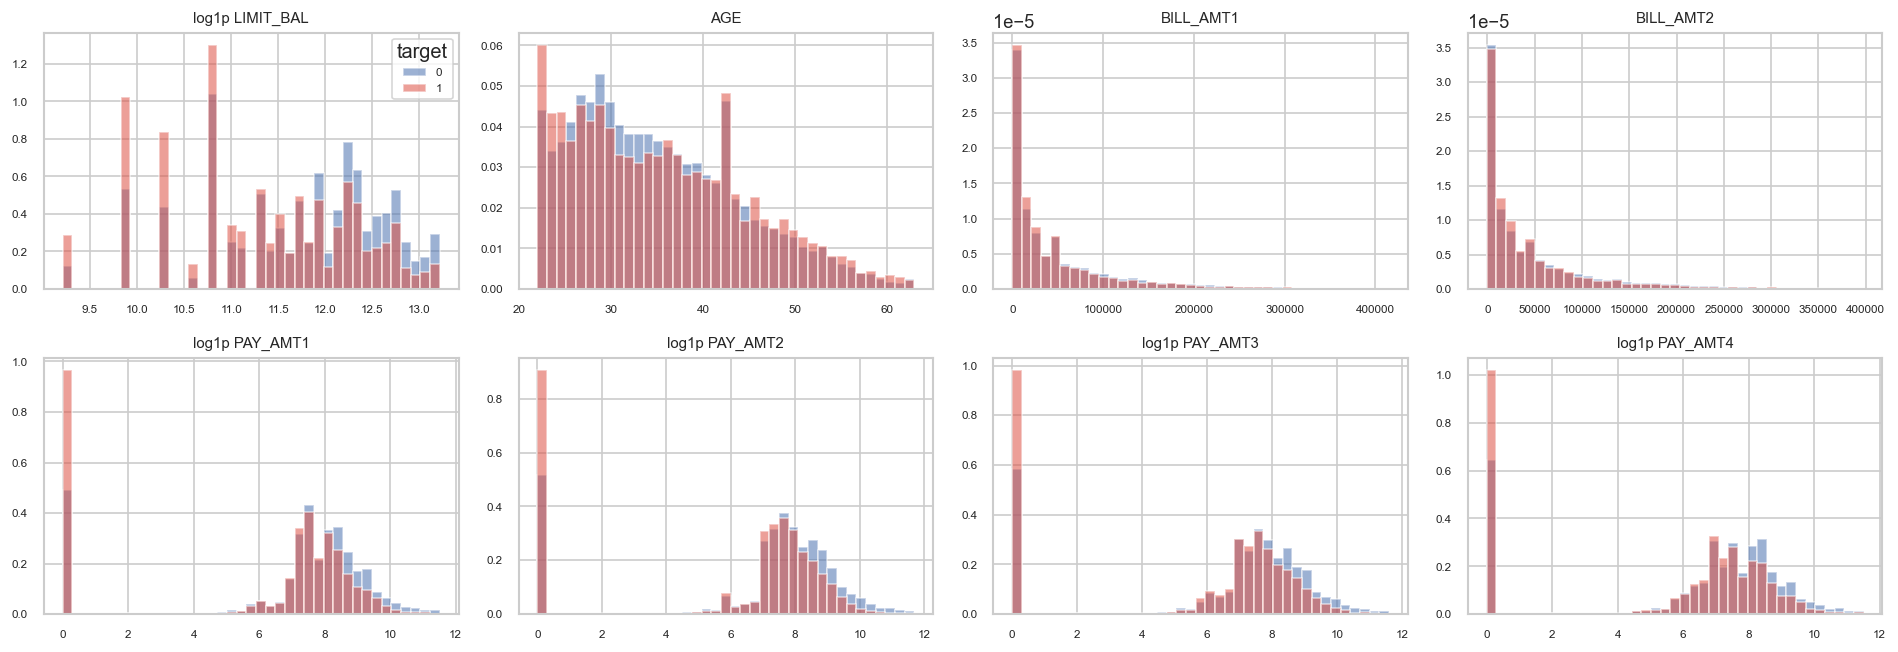 log1p LIMIT_BAL
target
0
1
0.0
0.2
0.4
0.6
0.8
1.0
1.2
9.5 10.0 10.5 11.0 11.5 12.0 12.5 13.0
AGE
0.06
0.05
0.04
0.03
0.02
0.01
0.00
20 30 40 50 60
1e−5
BILL_AMT1
3.5
3.0
2.5
2.0
1.5
1.0
0.5
0.0
0 100000 200000 300000 400000
1e−5
BILL_AMT2
3.5
3.0
2.5
2.0
1.5
1.0
0.5
0.0
0 50000 100000 150000 200000 250000 300000 350000 400000
log1p PAY_AMT1
1.0
0.8
0.6
0.4
0.2
0.0
0 2 4 6 8 10 12
log1p PAY_AMT2
0.8
0.6
0.4
0.2
0.0
0 2 4 6 8 10 12
log1p PAY_AMT3
1.0
0.8
0.6
0.4
0.2
0.0
0 2 4 6 8 10 12
log1p PAY_AMT4
1.0
0.8
0.6
0.4
0.2
0.0
0 2 4 6 8 10 12